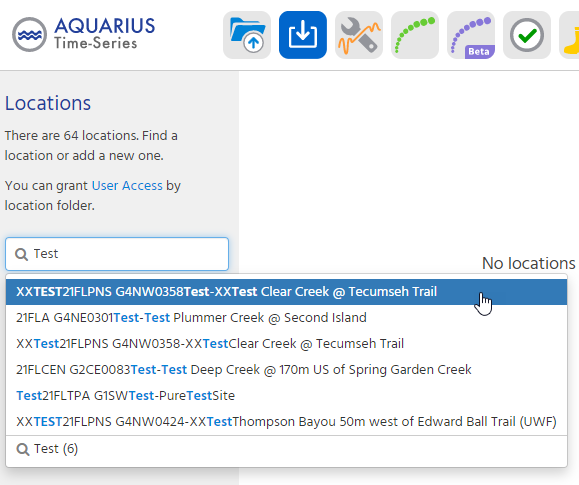 AQUARIUS
Time-Series
Beta
Locations
There are 64 locations. Find a
location or add a new one.
You can grant User Access by
location folder.
Test
No locations
XXTEST21FLPNS G4NW0358Test-XXTest Clear Creek @ Tecumseh Trail
21FLA G4NE0301Test-Test Plummer Creek @ Second Island
XXTest21FLPNS G4NW0358-XXTestClear Creek @ Tecumseh Trail
21FLCEN G2CE0083Test-Test Deep Creek @ 170m US of Spring Garden Creek
Test21FLTPA G1SWTest-PureTestSite
XXTEST21FLPNS G4NW0424-XXTestThompson Bayou 50m west of Edward Ball Trail (UWF)
Test (6)